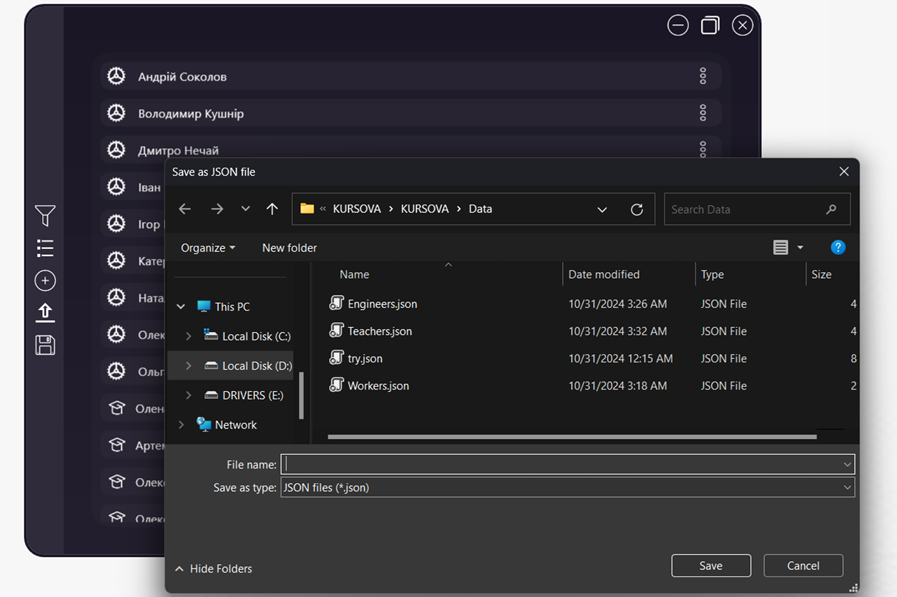 Андрій Соколов
Володимир Кушнір
Дмитро Нечай
Іван
Ігор
Ната
Олек
Оль
Олен
Артем
Олек
Олек
Save as JSON file
« KURSOVA › KURSOVA › Data
Search Data
Organize
New folder
?
Name Date modified Type Size
This PC
Local Disk (C:)
Local Disk (D:)
DRIVERS (E:)
Network
Engineers.json 10/31/2024 3:26 AM JSON File 4
Teachers.json 10/31/2024 3:32 AM JSON File 4
try.json 10/31/2024 12:15 AM JSON File 8
Workers.json 10/31/2024 3:18 AM JSON File 2
File name:
Save as type: JSON files (*.json)
Hide Folders
Save
Cancel